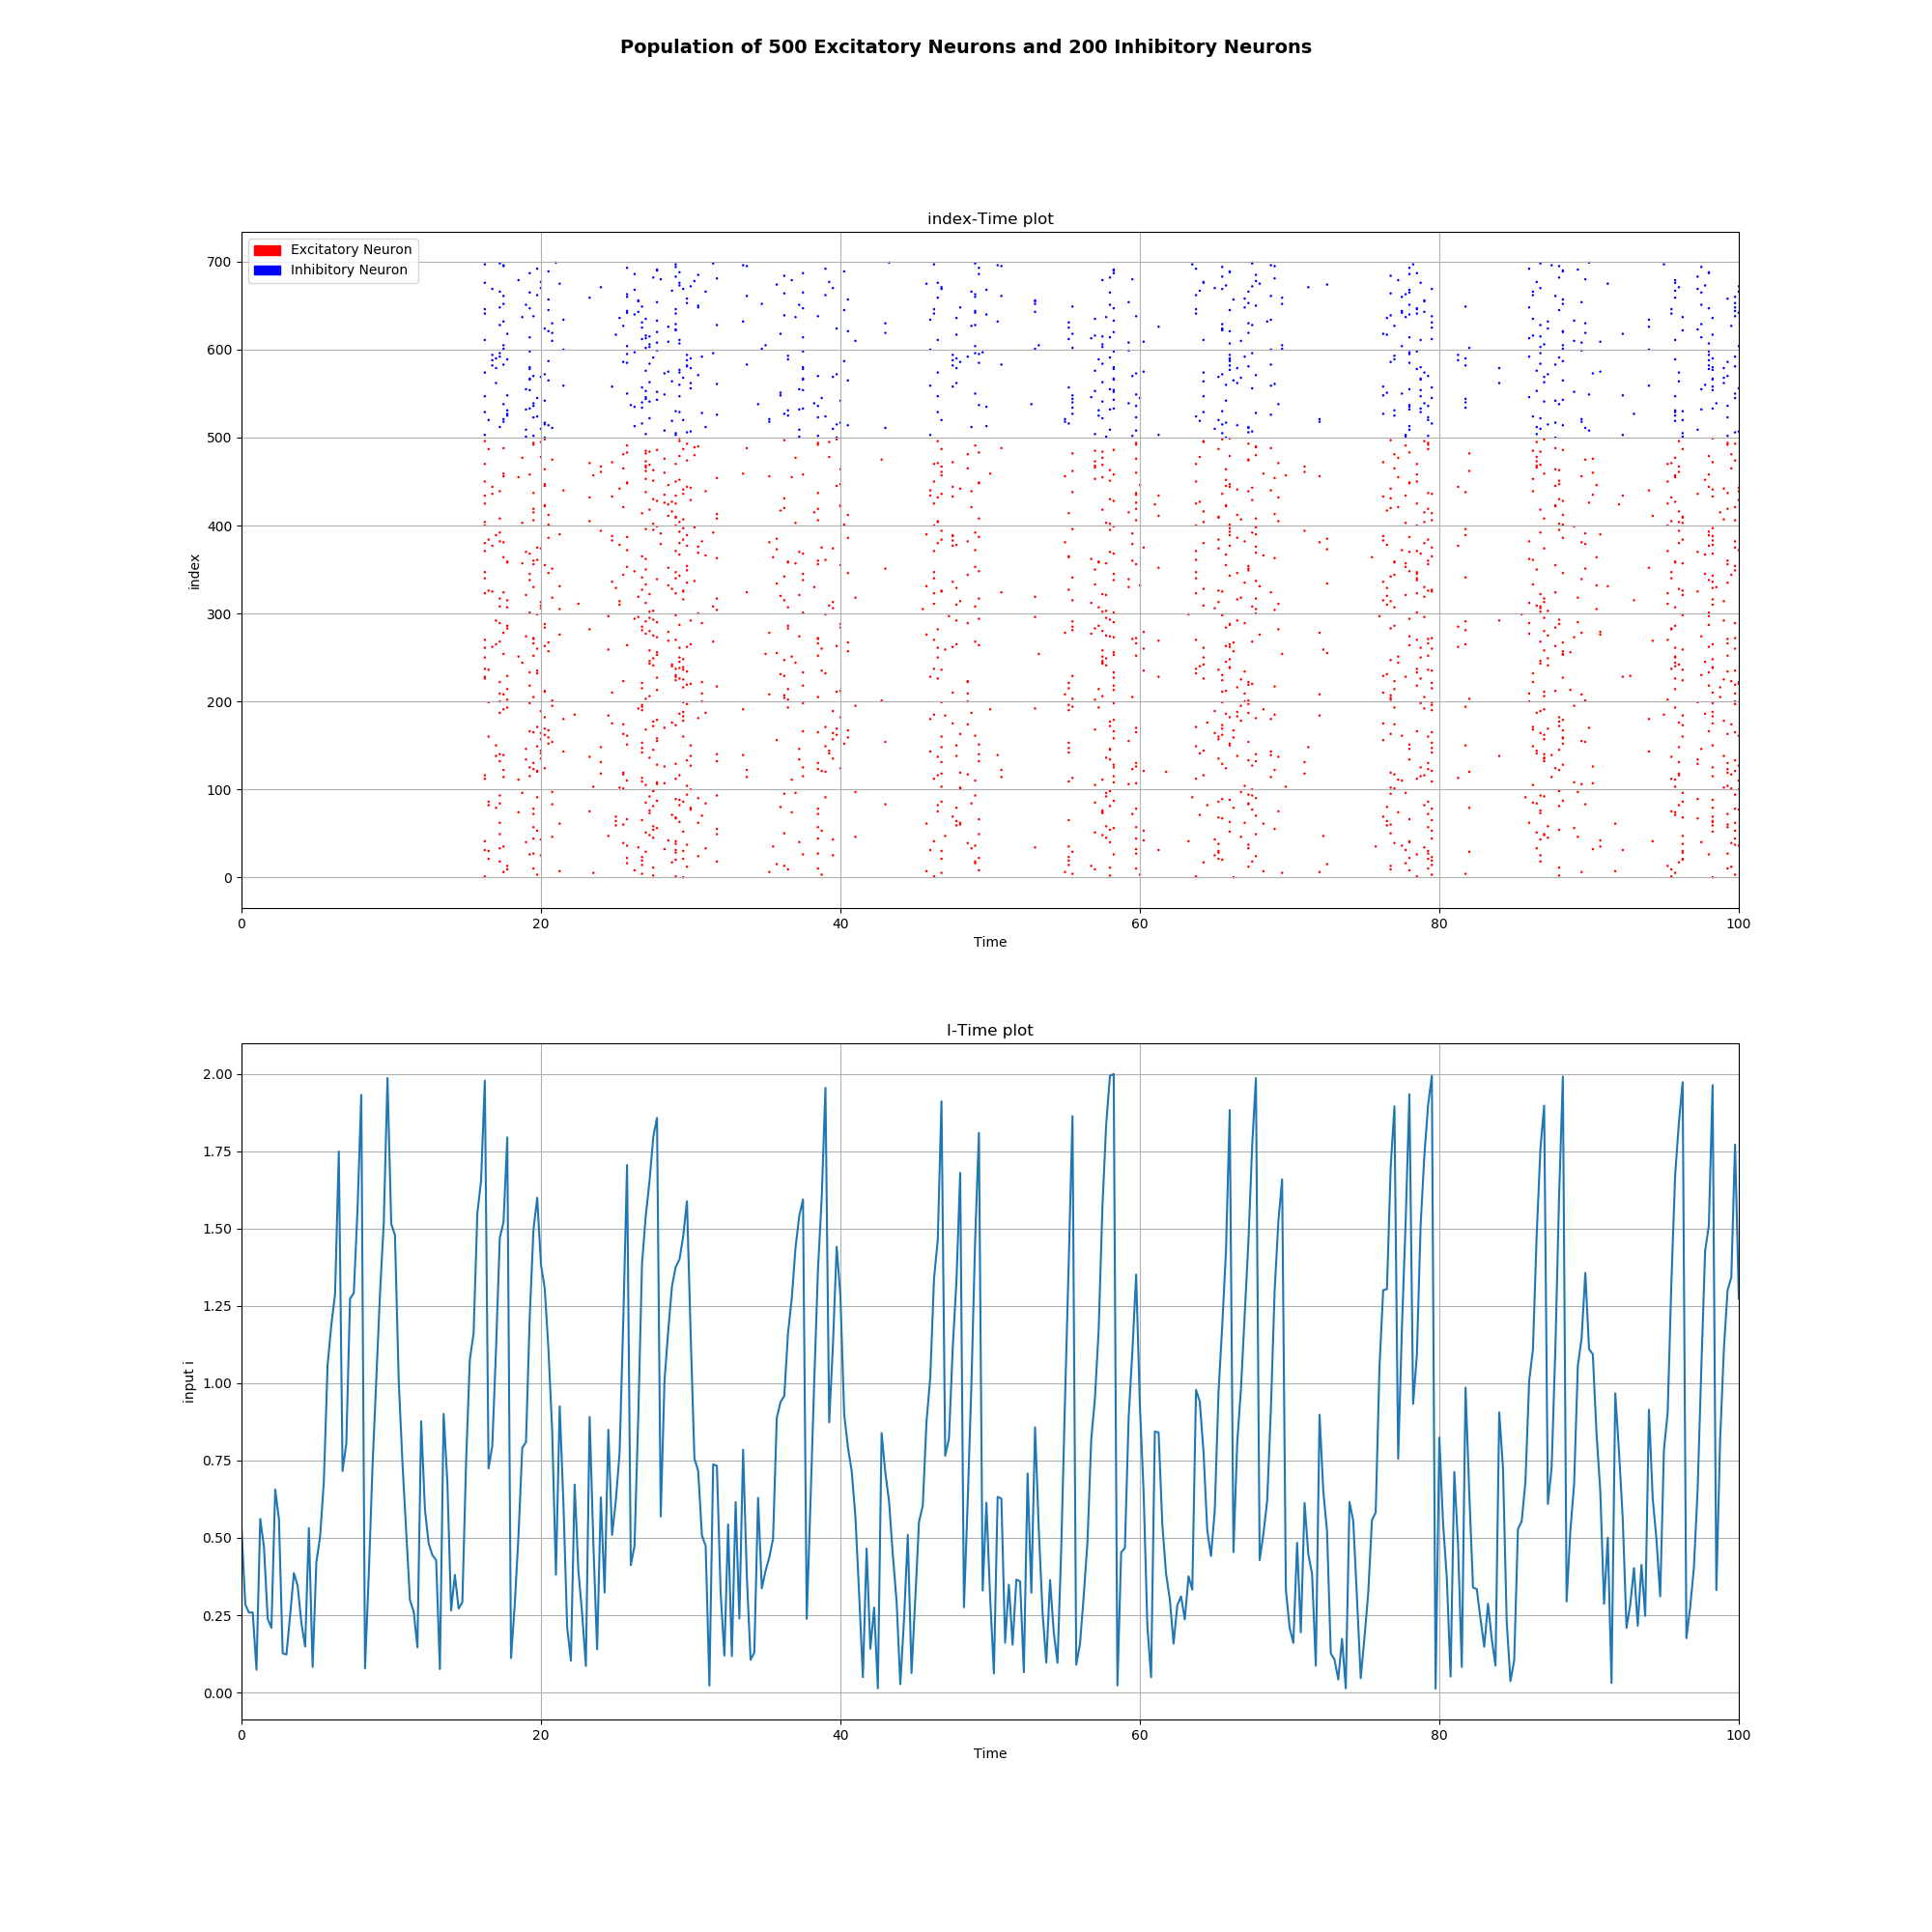 Population of 500 Excitatory Neurons and 200 Inhibitory Neurons
index-Time plot
Excitatory Neuron
Inhibitory Neuron
700
600
500
400
300
200
100
0
index
0 20 40 60 80 100
Time
I-Time plot
2.00
1.75
1.50
1.25
1.00
0.75
0.50
0.25
0.00
input i
0 20 40 60 80 100
Time